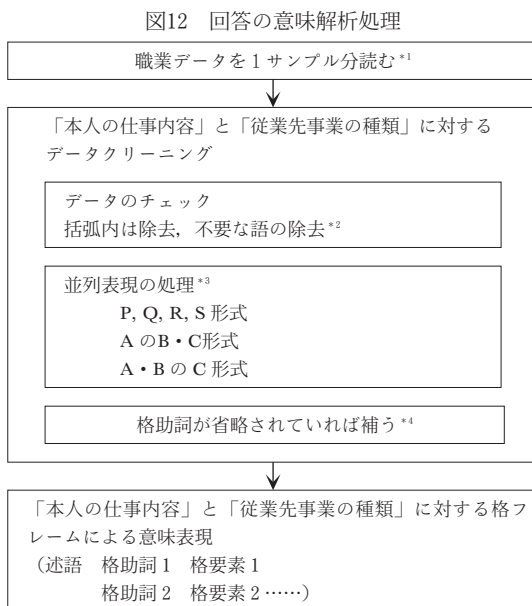 図12　回答の意味解析処理
職業データを1サンプル分読む*1
「本人の仕事内容」と「従業先事業の種類」に対する
データクリーニング
データのチェック
括弧内は除去，不要な語の除去*2
並列表現の処理*3
P, Q, R, S 形式
A のB・C形式
A・B の C 形式
格助詞が省略されていれば補う*4
「本人の仕事内容」と「従業先事業の種類」に対する格フ
レームによる意味表現
（述語　格助詞1　格要素1
格助詞2　格要素2……）